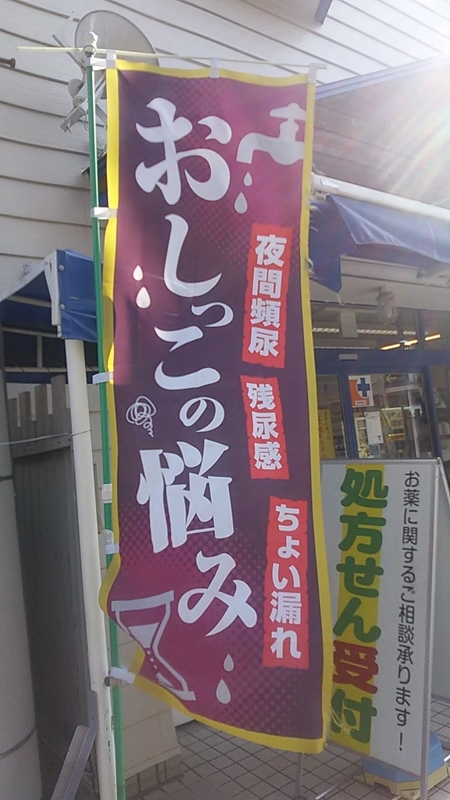 おしっこの悩み
夜間頻尿
残尿感
ちょい漏れ
お薬に関するご相談承ります！
処方せん受付